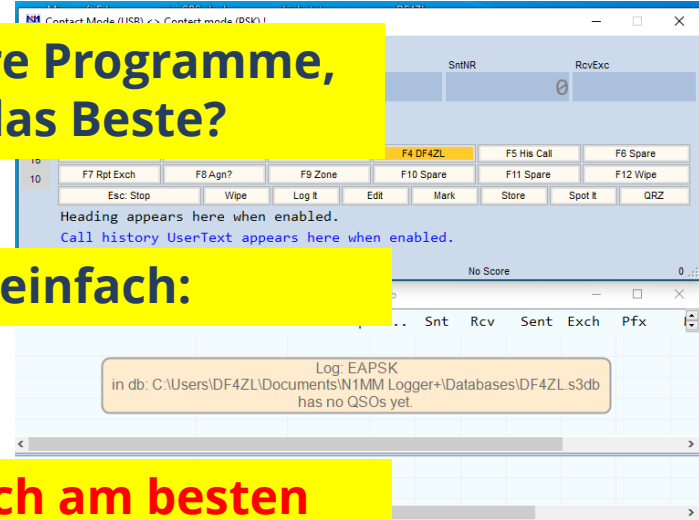 Contact Mode (USB) <> Contest mode (PSK) !
re Programme,
das Beste?
SntNR
RcvExc
0
F4 DF4ZL
F5 His Call
F6 Spare
10
F7 Rpt Exch
F8 Agn?
F9 Zone
F10 Spare
F11 Spare
F12 Wipe
Esc: Stop
Wipe
Log It
Edit
Mark
Store
Spot It
QRZ
Heading appears here when enabled.
Call history UserText appears here when enabled.
einfach:
No Score
0
.. Snt Rcv Sent Exch Pfx
Log: EAPSK
in db: C:\Users\DF4ZL\Documents\N1MM Logger+\Databases\DF4ZL.s3db
has no QSOs yet.
ch am besten